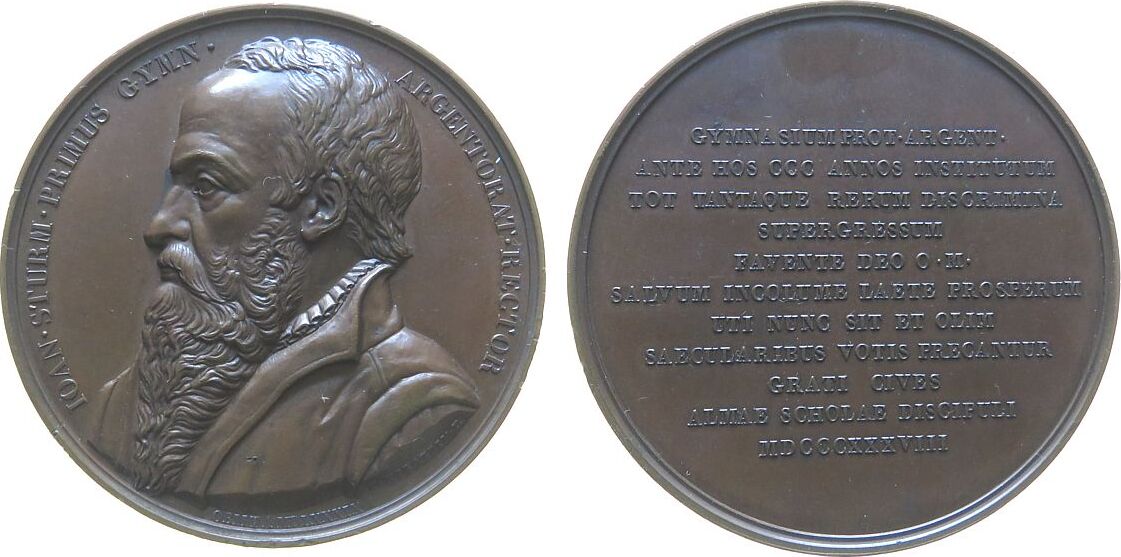 IOAN · STURM · PRIMUS GYMN · ARGENTORAT · RECTOR
GYMNASIUM PROT · ARGENT ·
ANTE HOS CCC ANNOS INSTITUTUM
TOT TANTAQUE RERUM DISCRIMINA
SUPERGRESSUM
FAVENTE DEO O · M ·
SALVUM INCOLUME LAETE PROSPERUM
UTI NUNC SIT ET OLIM
SAECULARIBUS VOTIS PRECANTUR
GRATI CIVES
ALMAE SCHOLAE DISCIPULI
MDCCCXXXVIII